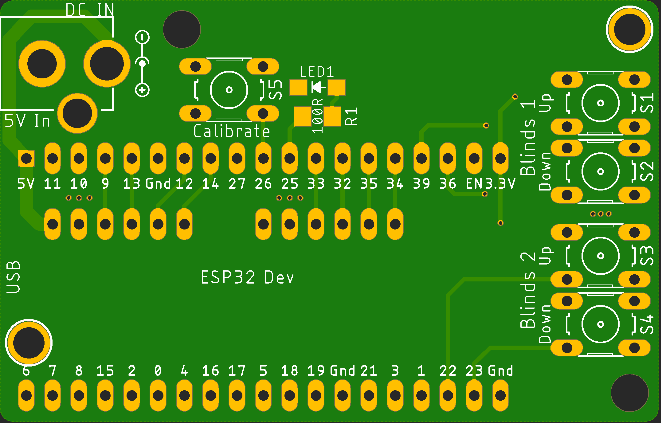 DC IN
5V In
S5
Calibrate
LED1
100R
R1
Blinds 1
Up
Down
S1
S2
5V 11 10 9 13 Gnd 12 14 27 26 25 33 32 35 34 39 36 EN 3.3V
USB
ESP32 Dev
Blinds 2
Up
Down
S3
S4
6 7 8 15 2 0 4 16 17 5 18 19 Gnd 21 3 1 22 23 Gnd